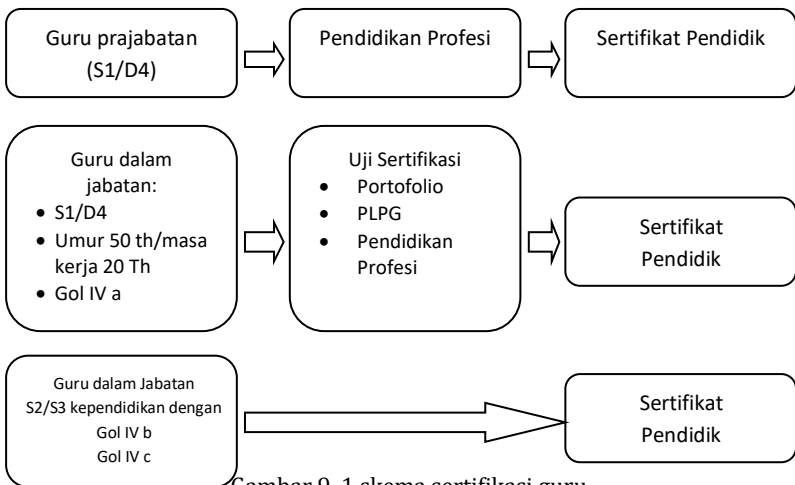 Guru prajabatan
(S1/D4)
Pendidikan Profesi
Sertifikat Pendidik
Guru dalam
jabatan:
• S1/D4
• Umur 50 th/masa
kerja 20 Th
• Gol IV a
Uji Sertifikasi
• Portofolio
• PLPG
• Pendidikan
Profesi
Sertifikat
Pendidik
Guru dalam Jabatan
S2/S3 kependidikan dengan
Gol IV b
Gol IV c
Sertifikat
Pendidik
Gambar 9. 1 skema sertifikasi guru